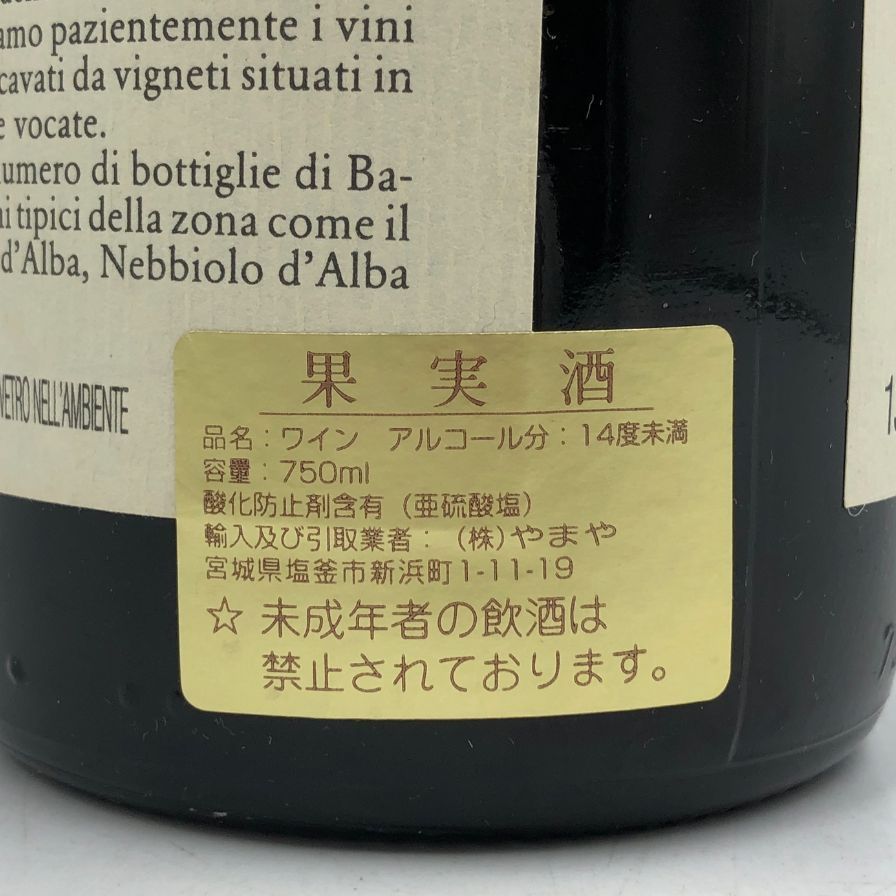 amo pazientemente i vini
cavati da vigneti situati in
e vocate.
numero di bottiglie di Ba-
ni tipici della zona come il
d'Alba, Nebbiolo d'Alba
VETRO NELL'AMBIENTE
果実酒
品名：ワイン　アルコール分：14度未満
容量：750ml
酸化防止剤含有（亜硫酸塩）
輸入及び引取業者：（株）やまや
宮城県塩釜市新浜町1-11-19
☆ 未成年者の飲酒は
禁止されております。